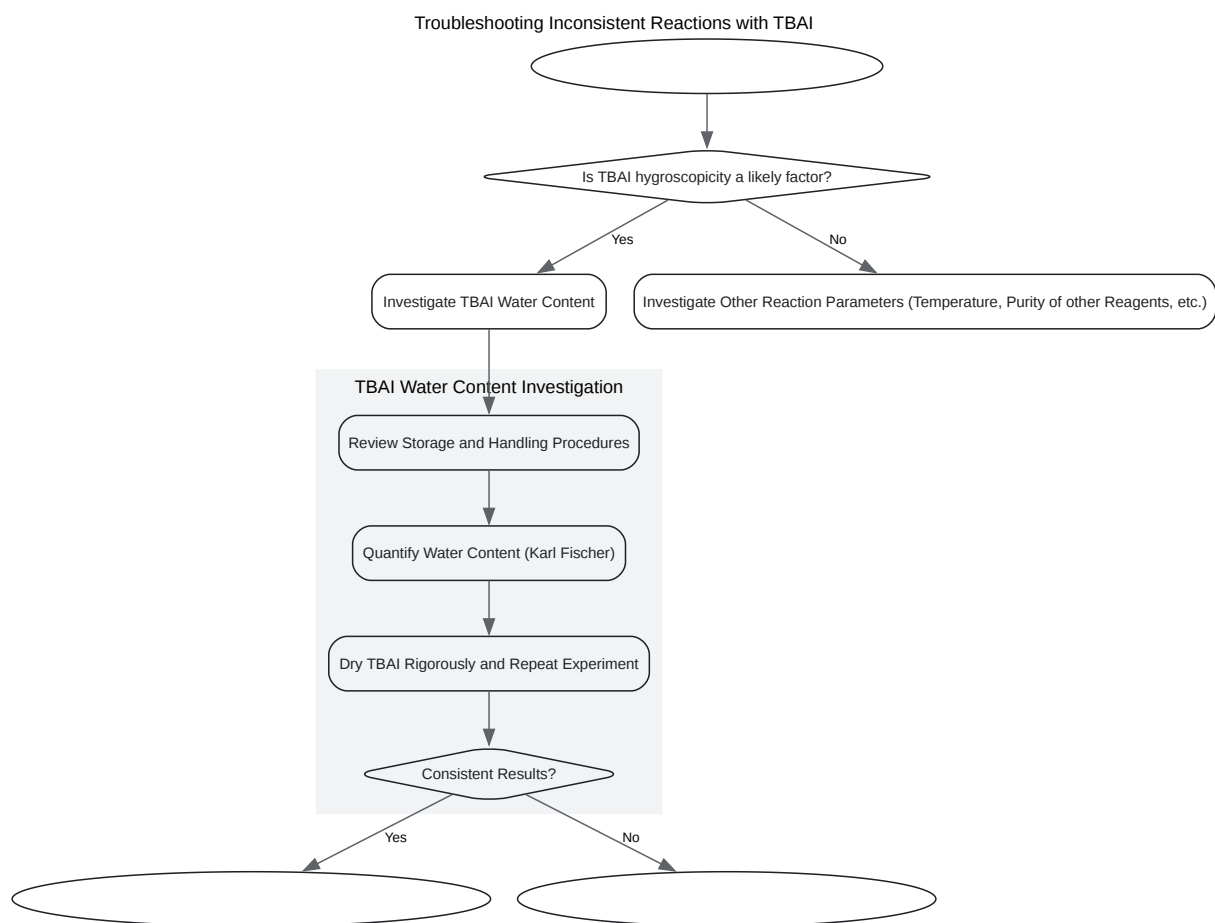 Troubleshooting Inconsistent Reactions with TBAI
Is TBAI hygroscopicity a likely factor?
Yes
No
Investigate TBAI Water Content
Investigate Other Reaction Parameters (Temperature, Purity of other Reagents, etc.)
TBAI Water Content Investigation
Review Storage and Handling Procedures
Quantify Water Content (Karl Fischer)
Dry TBAI Rigorously and Repeat Experiment
Consistent Results?
Yes
No